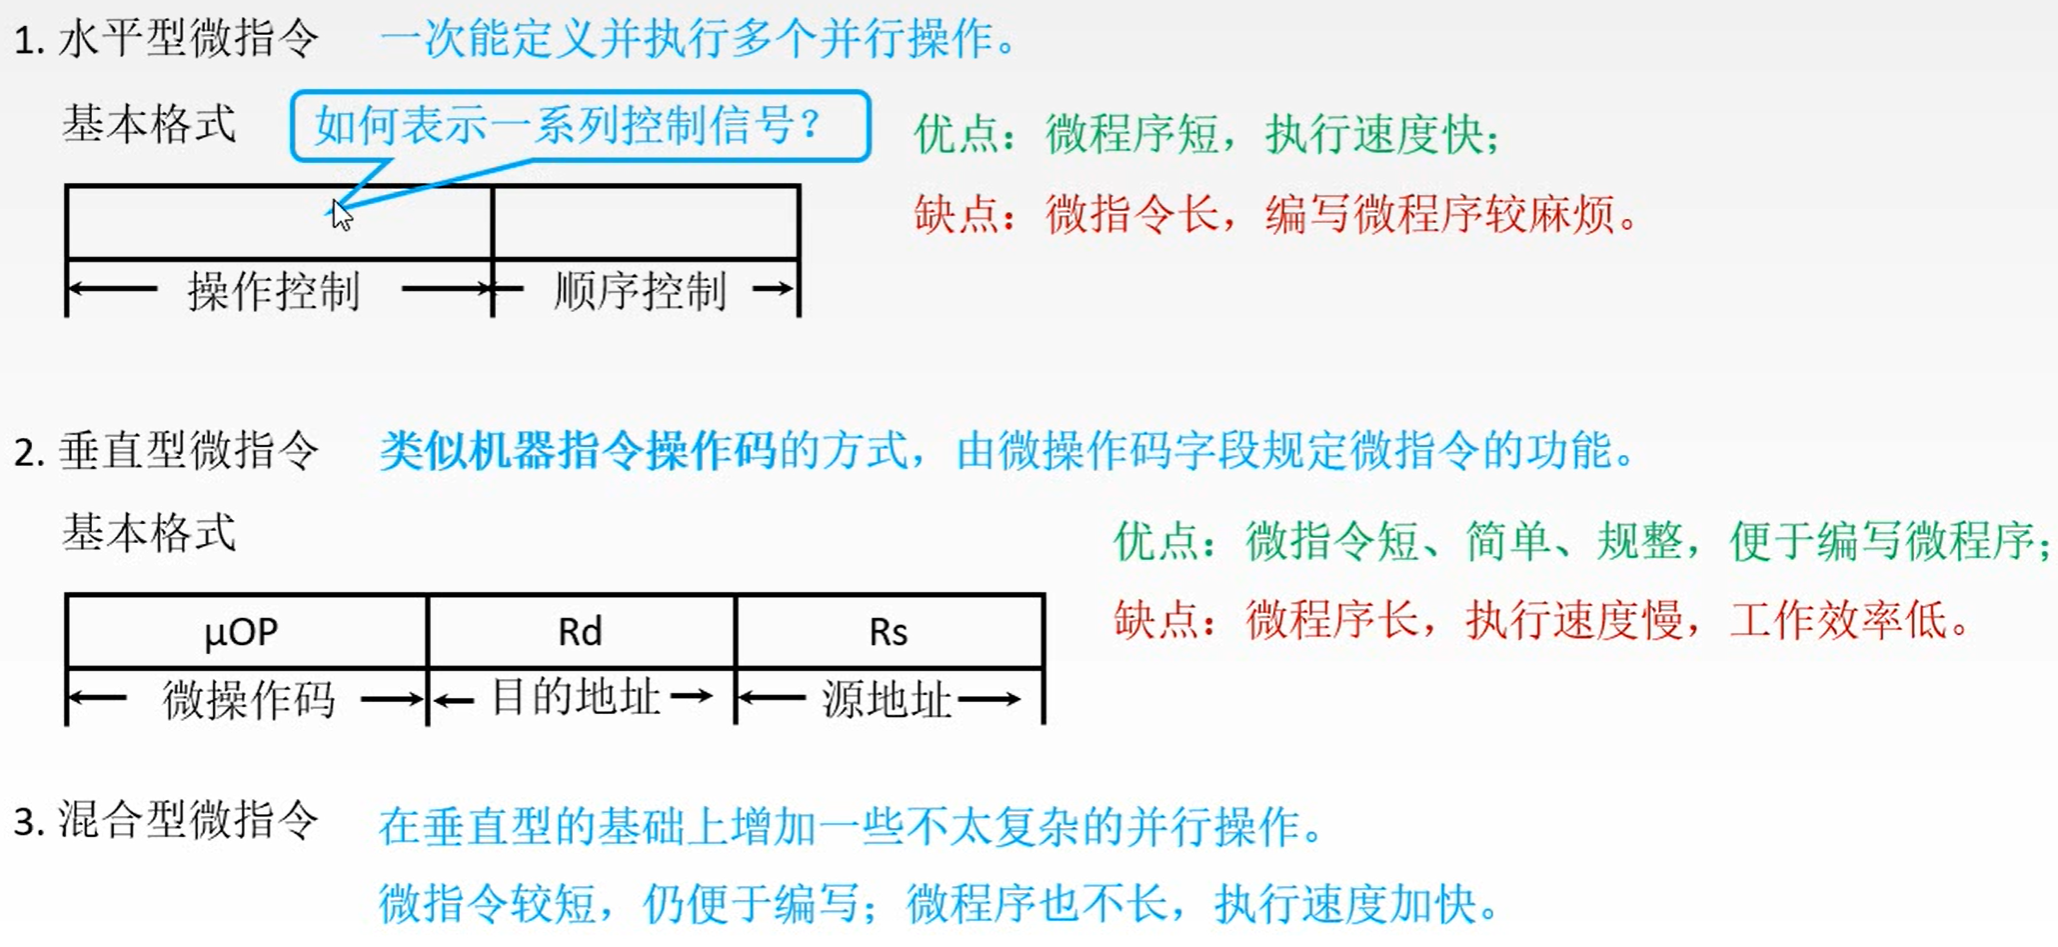 1. 水平型微指令 一次能定义并执行多个并行操作。
基本格式
如何表示一系列控制信号?
优点：微程序短，执行速度快；
缺点：微指令长，编写微程序较麻烦。
操作控制 顺序控制
2. 垂直型微指令 类似机器指令操作码的方式，由微操作码字段规定微指令的功能。
基本格式
优点：微指令短、简单、规整，便于编写微程序；
缺点：微程序长，执行速度慢，工作效率低。
μOP Rd Rs
微操作码 目的地址 源地址
3. 混合型微指令 在垂直型的基础上增加一些不太复杂的并行操作。
微指令较短，仍便于编写；微程序也不长，执行速度加快。